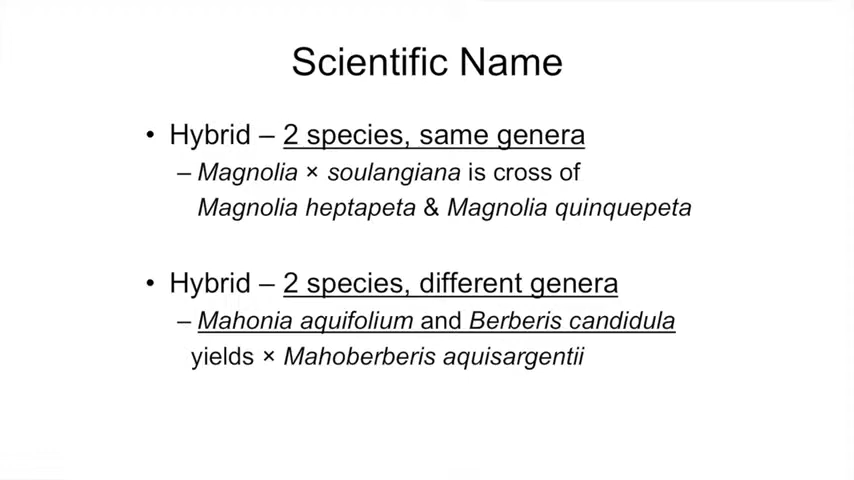 Scientific Name
• Hybrid – 2 species, same genera
– Magnolia × soulangiana is cross of
Magnolia heptapeta & Magnolia quinquepeta
• Hybrid – 2 species, different genera
– Mahonia aquifolium and Berberis candidula
yields × Mahoberberis aquisargentii